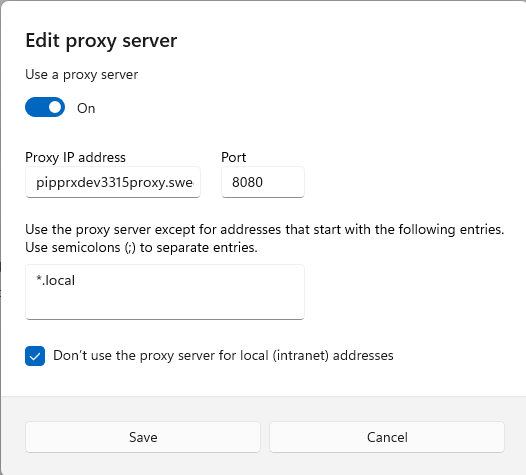 Edit proxy server
Use a proxy server
On
Proxy IP address Port
pipprxdev3315proxy.swe 8080
Use the proxy server except for addresses that start with the following entries.
Use semicolons (;) to separate entries.
*.local
Don't use the proxy server for local (intranet) addresses
Save Cancel